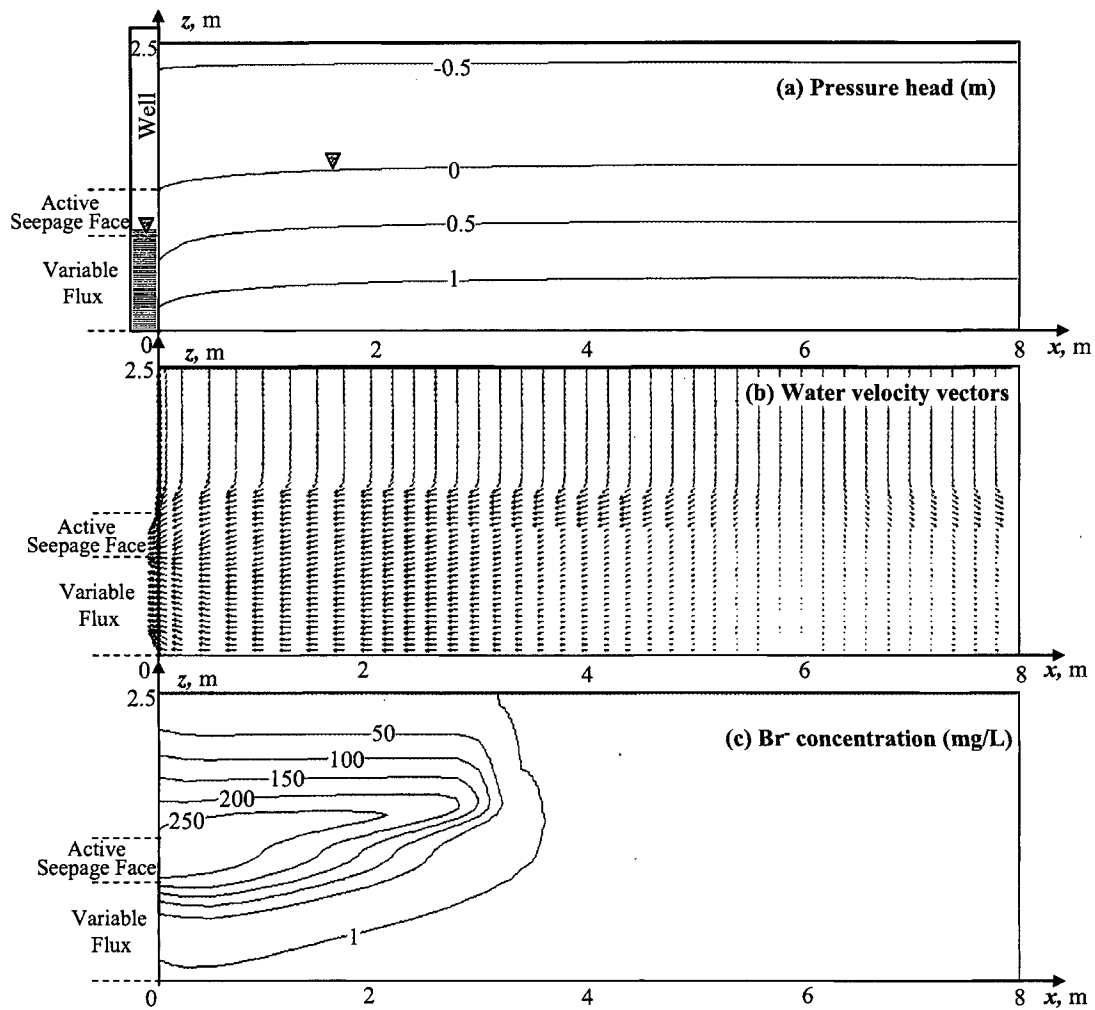 z, m
2.5
Well
-0.5
(a) Pressure head (m)
0
Active
Seepage Face
0.5
Variable
Flux
1
0
2
4
6
8
x, m
z, m
2.5
(b) Water velocity vectors
Active
Seepage Face
Variable
Flux
0
2
4
6
8
x, m
z, m
2.5
50
(c) Br- concentration (mg/L)
100
150
200
250
Active
Seepage Face
Variable
Flux
1
0
2
4
6
8
x, m